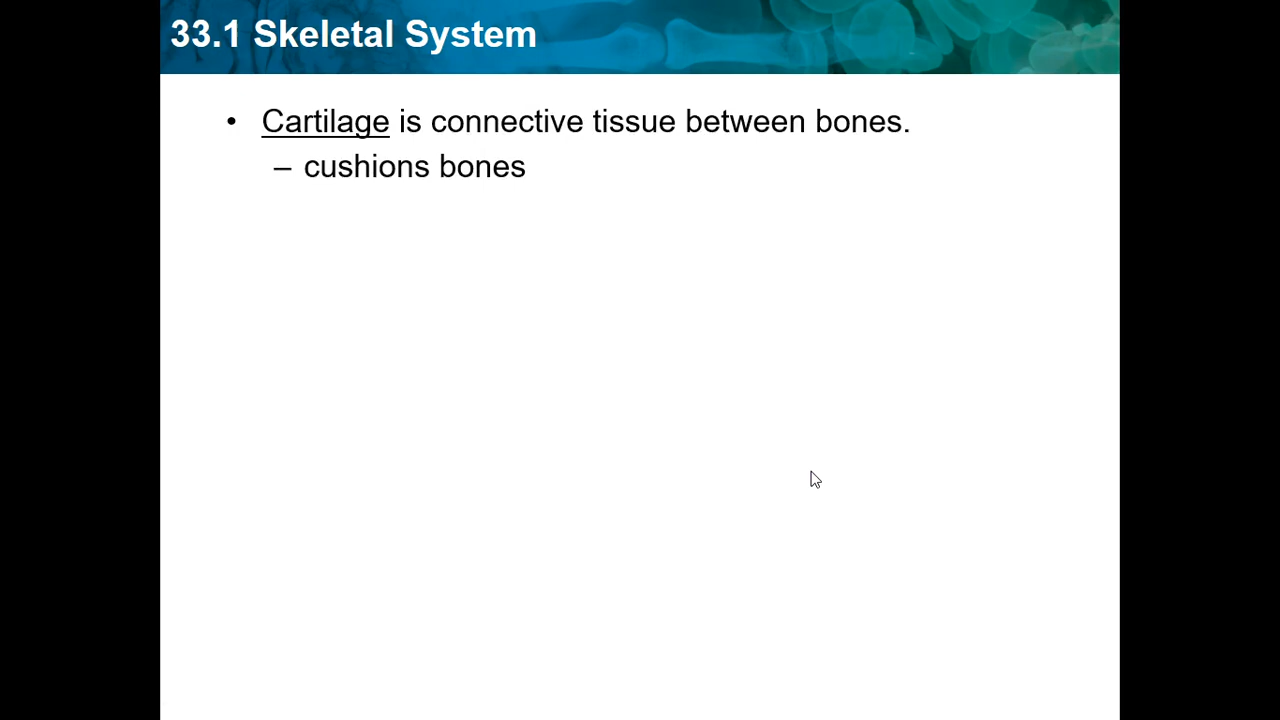 33.1 Skeletal System
• Cartilage is connective tissue between bones.
– cushions bones